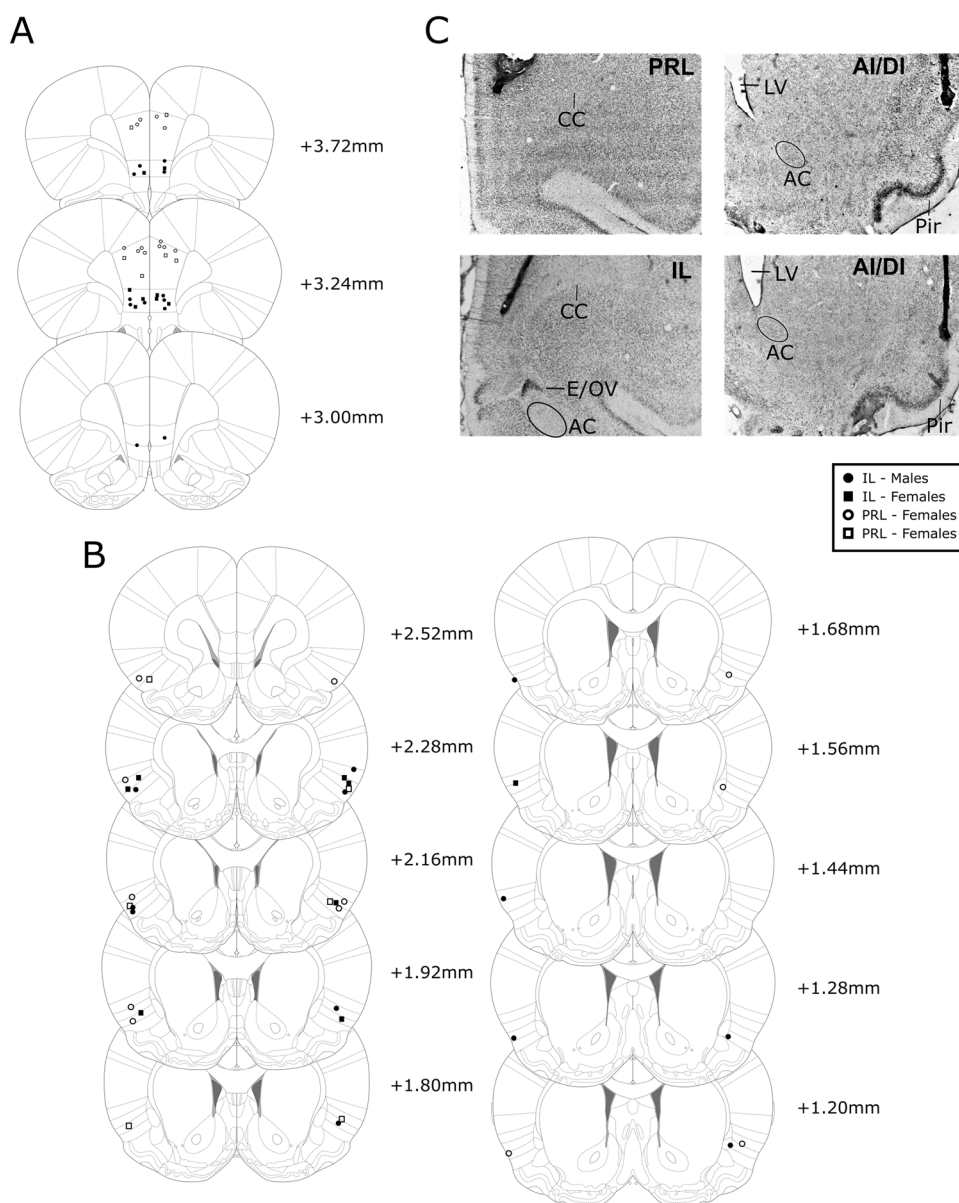 A
+3.72mm
+3.24mm
+3.00mm
C
PRL
CC
AI/DI
LV
AC
Pir
IL
CC
E/OV
AC
AI/DI
LV
AC
Pir
IL - Males
IL - Females
PRL - Females
PRL - Females
B
+2.52mm
+2.28mm
+2.16mm
+1.92mm
+1.80mm
+1.68mm
+1.56mm
+1.44mm
+1.28mm
+1.20mm